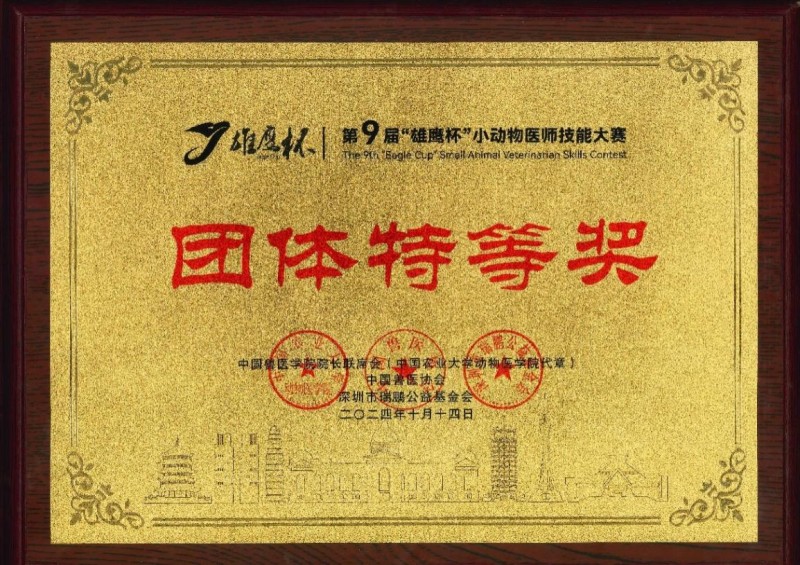 雄鹰杯
第9届“雄鹰杯”小动物医师技能大赛
The 9th "Eagle Cup" Small Animal Veterinarian Skills Contest
团体特等奖
中国兽医学院院长联席会(中国农业大学动物医学院代章)
中国兽医协会
深圳市瑞鹏公益基金会
二〇二四年十月十四日